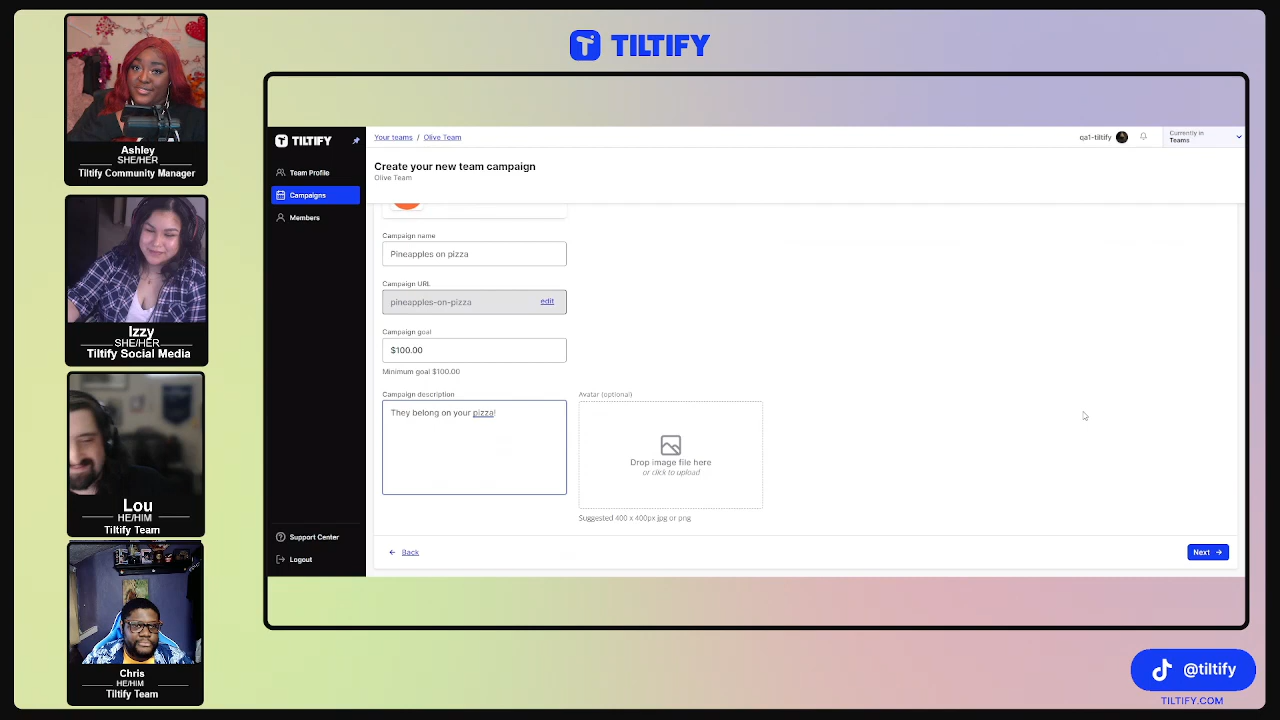 TILTIFY
Ashley
SHE/HER
Tiltify Community Manager
Izzy
SHE/HER
Tiltify Social Media
Lou
HE/HIM
Tiltify Team
Chris
HE/HIM
Tiltify Team
TILTIFY
Team Profile
Campaigns
Members
Support Center
Logout
Your teams / Olive Team
qa1-tiltify
Currently in
Teams
Create your new team campaign
Olive Team
Campaign name
Pineapples on pizza
Campaign URL
pineapples-on-pizza edit
Campaign goal
$100.00
Minimum goal $100.00
Campaign description
They belong on your pizza!
Avatar (optional)
Drop image file here
or click to upload
Suggested 400 x 400px jpg or png
Back
Next
@tiltify
TILTIFY.COM